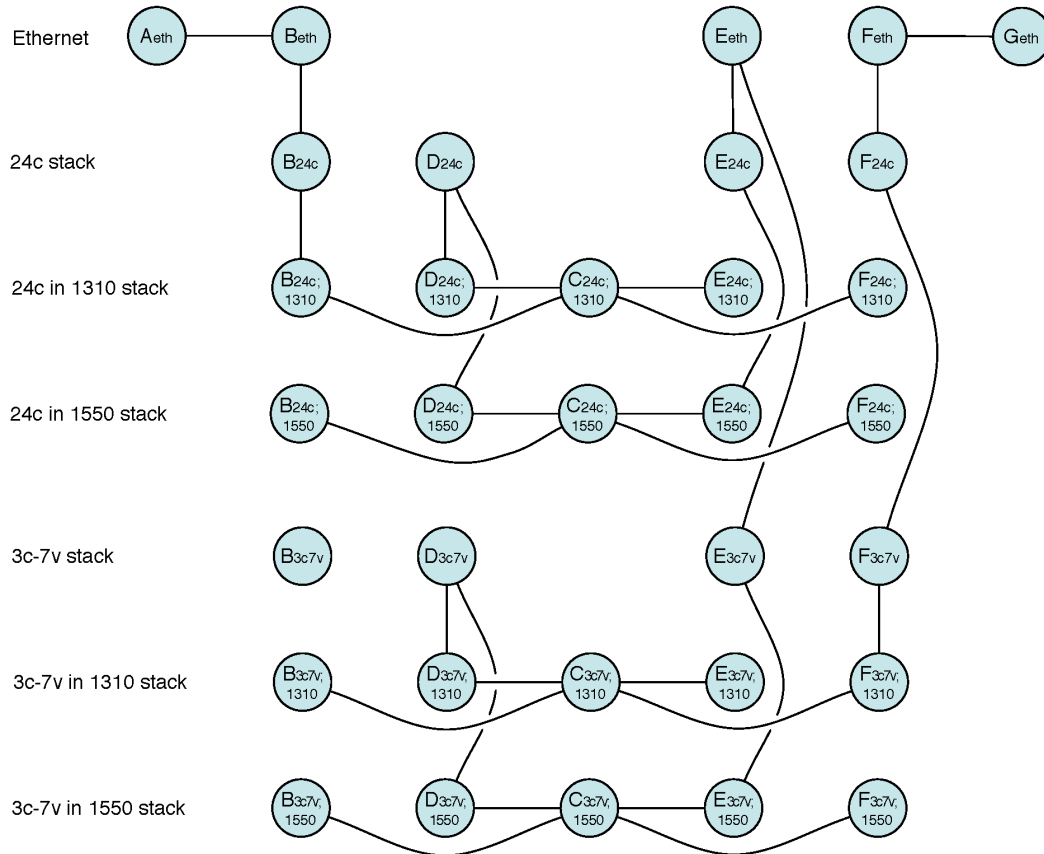 Ethernet
Aeth
Beth
Eeth
Feth
Geth
24c stack
B24c
D24c
E24c
F24c
24c in 1310 stack
B24c;
1310
D24c;
1310
C24c;
1310
E24c;
1310
F24c;
1310
24c in 1550 stack
B24c;
1550
D24c;
1550
C24c;
1550
E24c;
1550
F24c;
1550
3c-7v stack
B3c7v
D3c7v
E3c7v
F3c7v
3c-7v in 1310 stack
B3c7v;
1310
D3c7v;
1310
C3c7v;
1310
E3c7v;
1310
F3c7v;
1310
3c-7v in 1550 stack
B3c7v;
1550
D3c7v;
1550
C3c7v;
1550
E3c7v;
1550
F3c7v;
1550